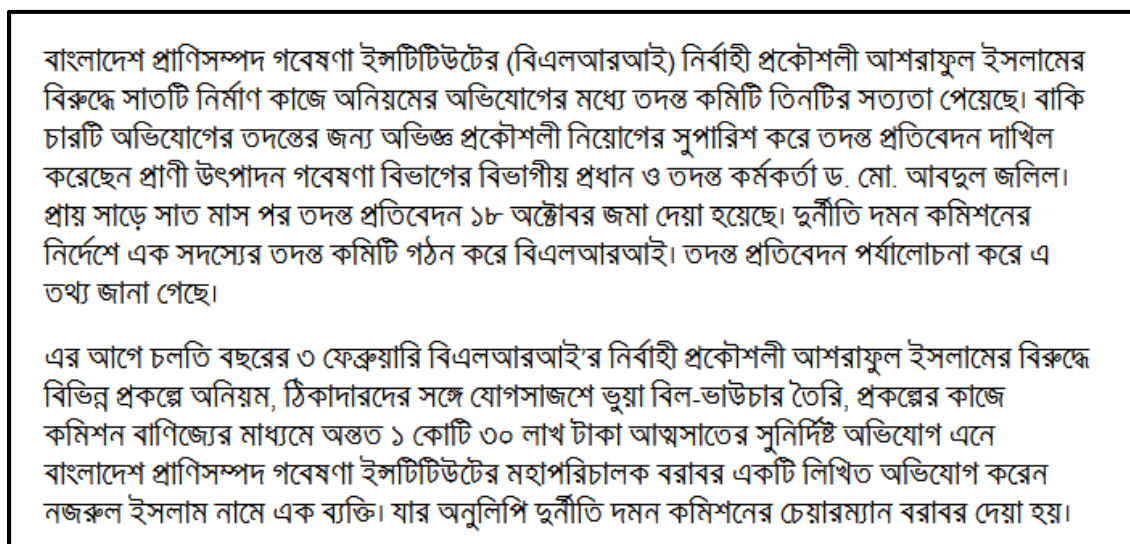 বাংলাদেশ প্রাণিসম্পদ গবেষণা ইন্সটিটিউটের (বিএলআরআই) নির্বাহী প্রকৌশলী আশরাফুল ইসলামের
বিরুদ্ধে সাতটি নির্মাণ কাজে অনিয়মের অভিযোগের মধ্যে তদন্ত কমিটি তিনটির সত্যতা পেয়েছে। বাকি
চারটি অভিযোগের তদন্তের জন্য অভিজ্ঞ প্রকৌশলী নিয়োগের সুপারিশ করে তদন্ত প্রতিবেদন দাখিল
করেছেন প্রাণী উৎপাদন গবেষণা বিভাগের বিভাগীয় প্রধান ও তদন্ত কর্মকর্তা ড. মো. আবদুল জলিল।
প্রায় সাড়ে সাত মাস পর তদন্ত প্রতিবেদন ১৮ অক্টোবর জমা দেয়া হয়েছে। দুর্নীতি দমন কমিশনের
নির্দেশে এক সদস্যের তদন্ত কমিটি গঠন করে বিএলআরআই। তদন্ত প্রতিবেদন পর্যালোচনা করে এ
তথ্য জানা গেছে।
এর আগে চলতি বছরের ৩ ফেব্রুয়ারি বিএলআরআই'র নির্বাহী প্রকৌশলী আশরাফুল ইসলামের বিরুদ্ধে
বিভিন্ন প্রকল্পে অনিয়ম, ঠিকাদারদের সঙ্গে যোগসাজশে ভুয়া বিল-ভাউচার তৈরি, প্রকল্পের কাজে
কমিশন বাণিজ্যের মাধ্যমে অন্তত ১ কোটি ৩০ লাখ টাকা আত্মসাতের সুনির্দিষ্ট অভিযোগ এনে
বাংলাদেশ প্রাণিসম্পদ গবেষণা ইন্সটিটিউটের মহাপরিচালক বরাবর একটি লিখিত অভিযোগ করেন
নজরুল ইসলাম নামে এক ব্যক্তি। যার অনুলিপি দুর্নীতি দমন কমিশনের চেয়ারম্যান বরাবর দেয়া হয়।